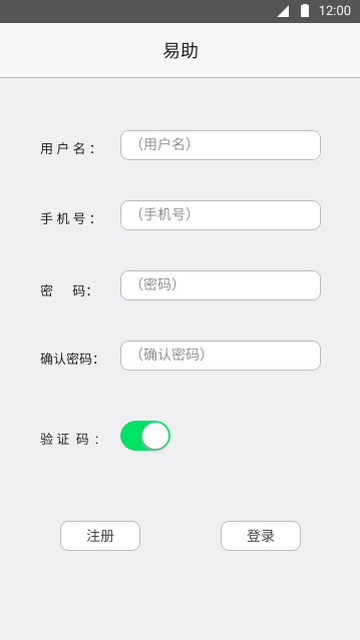 12:00
易助
用户名： （用户名）
手机号： （手机号）
密 码： （密码）
确认密码： （确认密码）
验证码：
注册 登录